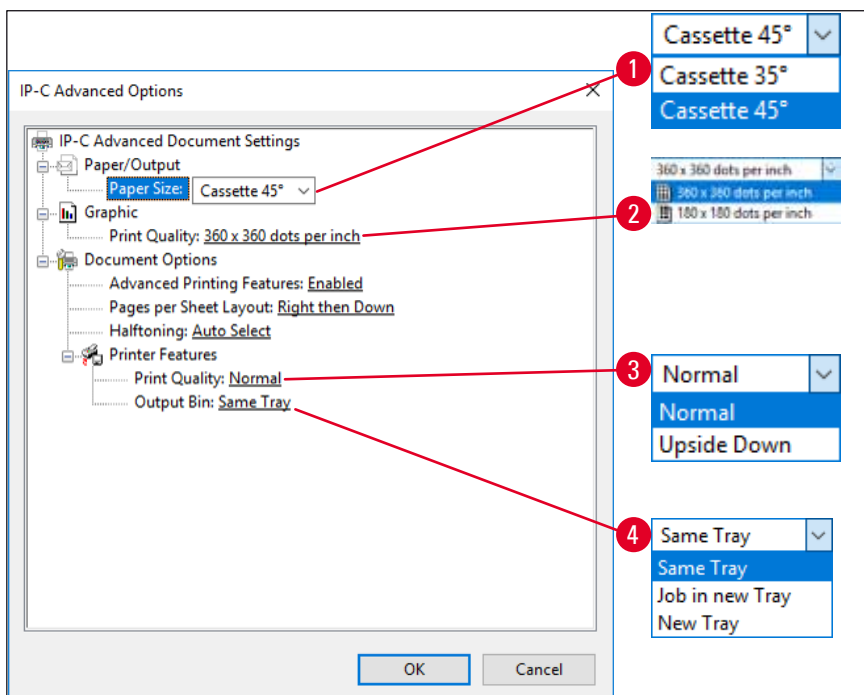 IP-C Advanced Options
IP-C Advanced Document Settings
Paper/Output
Paper Size: Cassette 45°
Graphic
Print Quality: 360 x 360 dots per inch
Document Options
Advanced Printing Features: Enabled
Pages per Sheet Layout: Right then Down
Halftoning: Auto Select
Printer Features
Print Quality: Normal
Output Bin: Same Tray
OK Cancel
1
Cassette 45°
Cassette 35°
Cassette 45°
2
360 x 360 dots per inch
360 x 360 dots per inch
180 x 180 dots per inch
3
Normal
Normal
Upside Down
4
Same Tray
Same Tray
Job in new Tray
New Tray